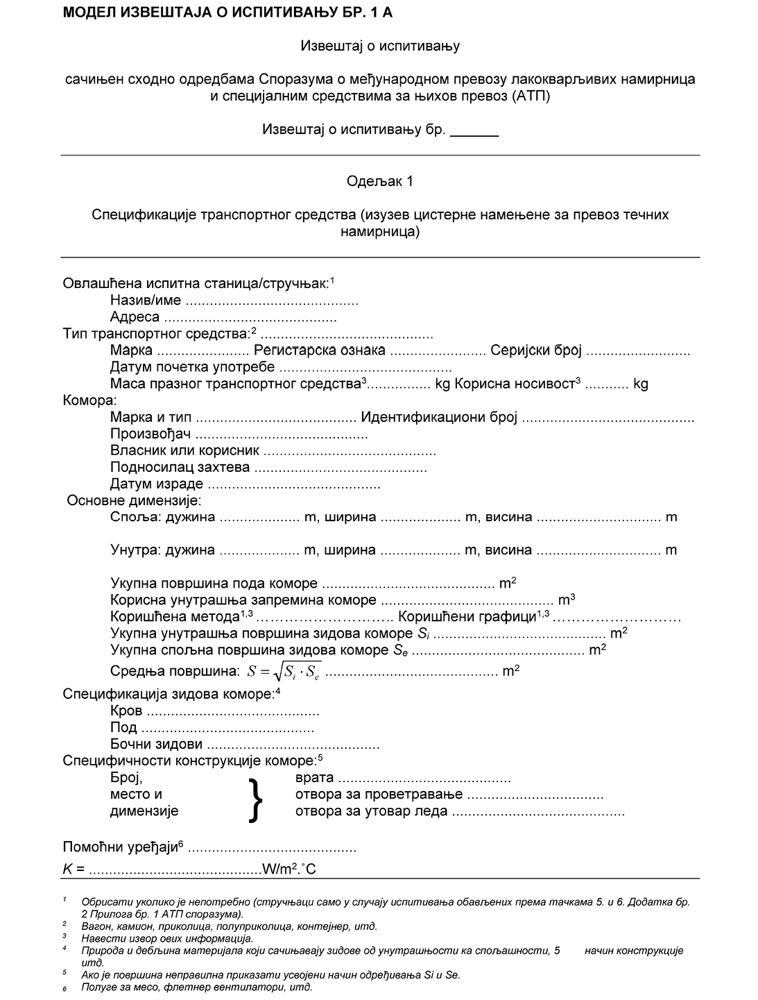 МОДЕЛ ИЗВЕШТАЈА О ИСПИТИВАЊУ БР. 1 А
Извештај о испитивању
сачињен сходно одредбама Споразума о међународном превозу лакокварљивих намирница
и специјалним средствима за њихов превоз (АТП)
Извештај о испитивању бр. ______
Одељак 1
Спецификације транспортног средства (изузев цистерне намењене за превоз течних
намирница)
Овлашћена испитна станица/стручњак:¹
Назив/име ...........................................
Адреса ...........................................
Тип транспортног средства:² ...........................................
Марка ....................... Регистарска ознака ........................ Серијски број ..........................
Датум почетка употребе ...........................................
Маса празног транспортног средства³................ kg Корисна носивост³ ........... kg
Комора:
Марка и тип ........................................ Идентификациони број ...........................................
Произвођач ...........................................
Власник или корисник ...........................................
Подносилац захтева ...........................................
Датум израде ...........................................
Основне димензије:
Споља: дужина .................... m, ширина .................... m, висина ............................... m
Унутра: дужина .................... m, ширина .................... m, висина ............................... m
Укупна површина пода коморе ........................................... m²
Корисна унутрашња запремина коморе ........................................... m³
Коришћена метода¹,³ ……………………….. Коришћени графици¹,³ ………………………
Укупна унутрашња површина зидова коморе Si ........................................... m²
Укупна спољна површина зидова коморе Se ........................................... m²
Средња површина: S = √(Si · Se) ........................................... m²
Спецификација зидова коморе:⁴
Кров ...........................................
Под ...........................................
Бочни зидови ...........................................
Специфичности конструкције коморе:⁵
Број, } врата ...........................................
место и отвора за проветравање ..................................
димензије отвора за утовар леда ...........................................
Помоћни уређаји⁶ ..........................................
K = ...........................................W/m².˚C
¹ Обрисати уколико је непотребно (стручњаци само у случају испитивања обављених према тачкама 5. и 6. Додатка бр.
2 Прилога бр. 1 АТП споразума).
² Вагон, камион, приколица, полуприколица, контејнер, итд.
³ Навести извор ових информација.
⁴ Природа и дебљина материјала који сачињавају зидове од унутрашњости ка спољашности, 5 начин конструкције
итд.
⁵ Ако је површина неправилна приказати усвојени начин одређивања Si и Se.
⁶ Полуге за месо, флетнер вентилатори, итд.